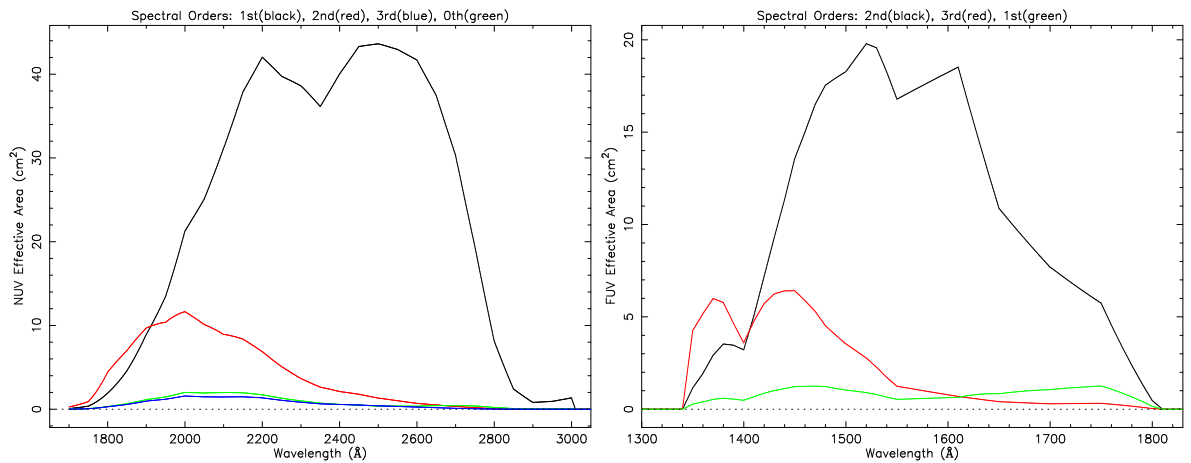 Spectral Orders: 1st(black), 2nd(red), 3rd(blue), 0th(green)
NUV Effective Area (cm²)
40
30
20
10
0
1800 2000 2200 2400 2600 2800 3000
Wavelength (Å)
Spectral Orders: 2nd(black), 3rd(red), 1st(green)
FUV Effective Area (cm²)
20
15
10
5
0
1300 1400 1500 1600 1700 1800
Wavelength (Å)